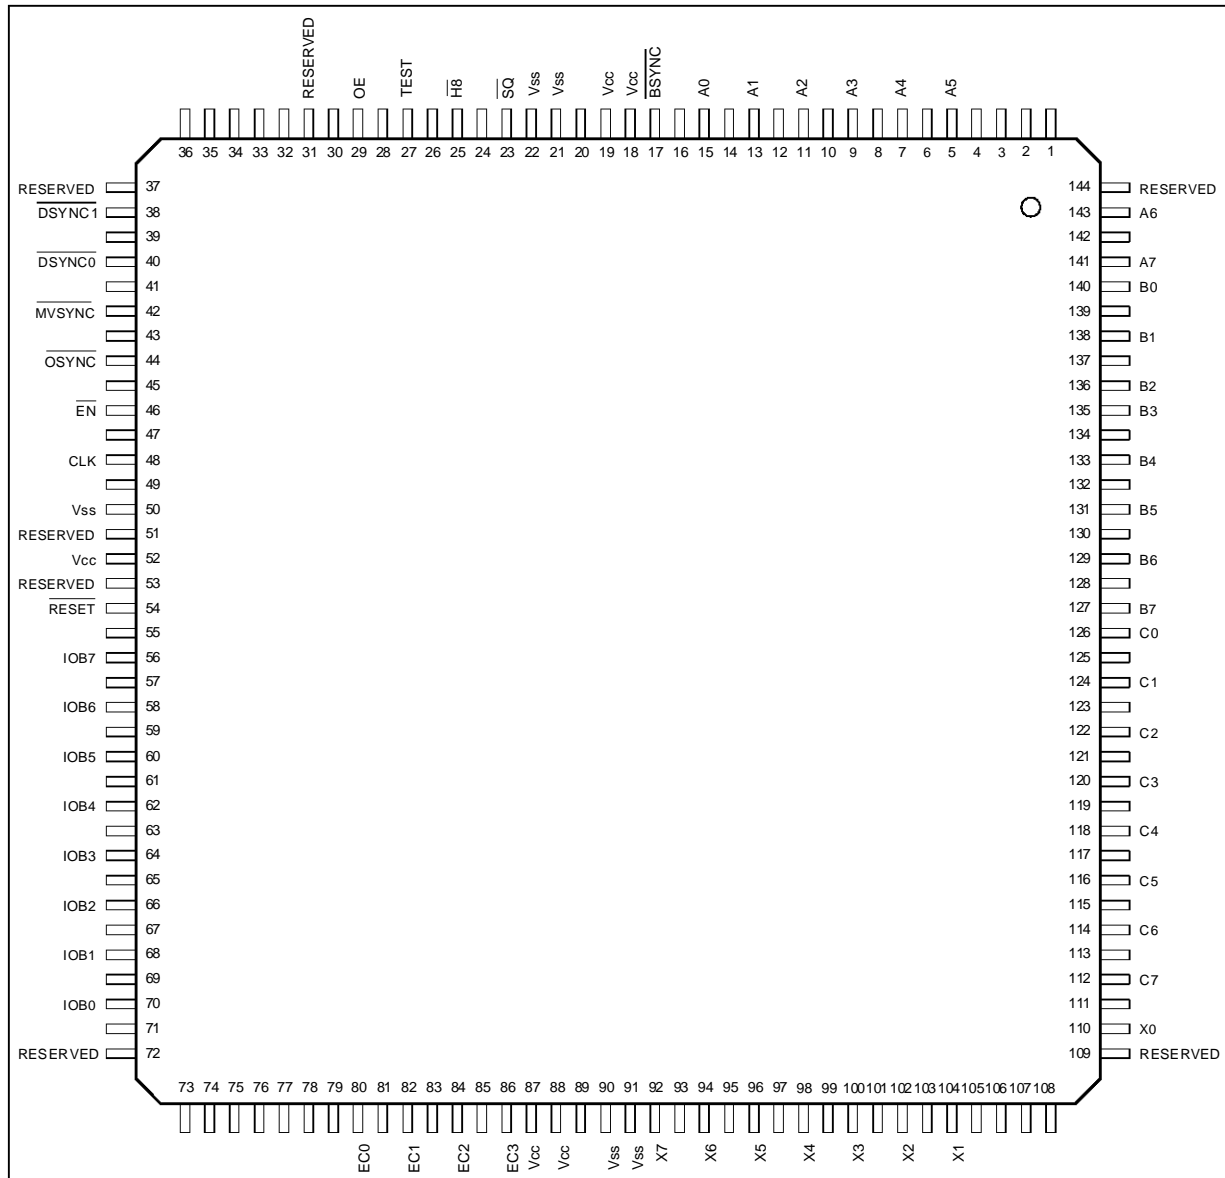 RESERVED OE TEST H8 SQ Vss Vss Vcc Vcc BSYNC A0 A1 A2 A3 A4 A5
36 35 34 33 32 31 30 29 28 27 26 25 24 23 22 21 20 19 18 17 16 15 14 13 12 11 10 9 8 7 6 5 4 3 2 1
RESERVED 37 144 RESERVED
DSYNC1 38 143 A6
39 142
DSYNC0 40 141 A7
41 140 B0
MVSYNC 42 139
43 138 B1
OSYNC 44 137
45 136 B2
EN 46 135 B3
47 134
CLK 48 133 B4
49 132
Vss 50 131 B5
RESERVED 51 130
Vcc 52 129 B6
RESERVED 53 128
RESET 54 127 B7
55 126 C0
IOB7 56 125
57 124 C1
IOB6 58 123
59 122 C2
IOB5 60 121
61 120 C3
IOB4 62 119
63 118 C4
IOB3 64 117
65 116 C5
IOB2 66 115
67 114 C6
IOB1 68 113
69 112 C7
IOB0 70 111
71 110 X0
RESERVED 72 109 RESERVED
73 74 75 76 77 78 79 80 81 82 83 84 85 86 87 88 89 90 91 92 93 94 95 96 97 98 99 100 101 102 103 104 105 106 107 108
EC0 EC1 EC2 EC3 Vcc Vcc Vss Vss X7 X6 X5 X4 X3 X2 X1